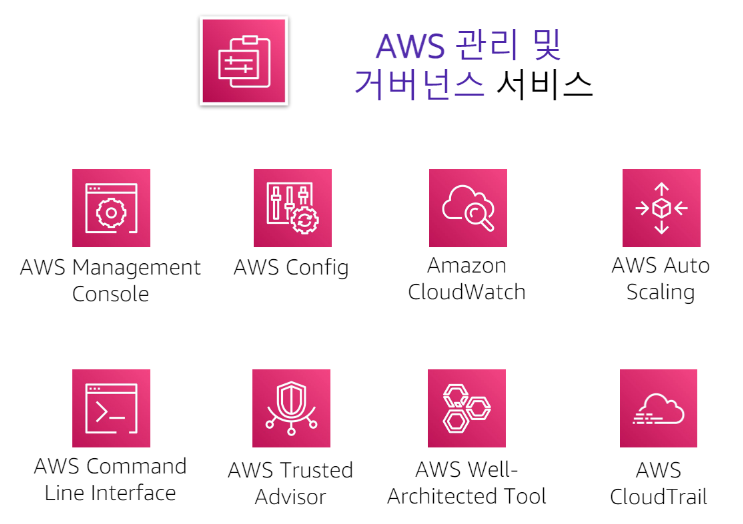 AWS 관리 및
거버넌스 서비스
AWS Management
Console
AWS Config
Amazon
CloudWatch
AWS Auto
Scaling
AWS Command
Line Interface
AWS Trusted
Advisor
AWS Well-
Architected Tool
AWS
CloudTrail